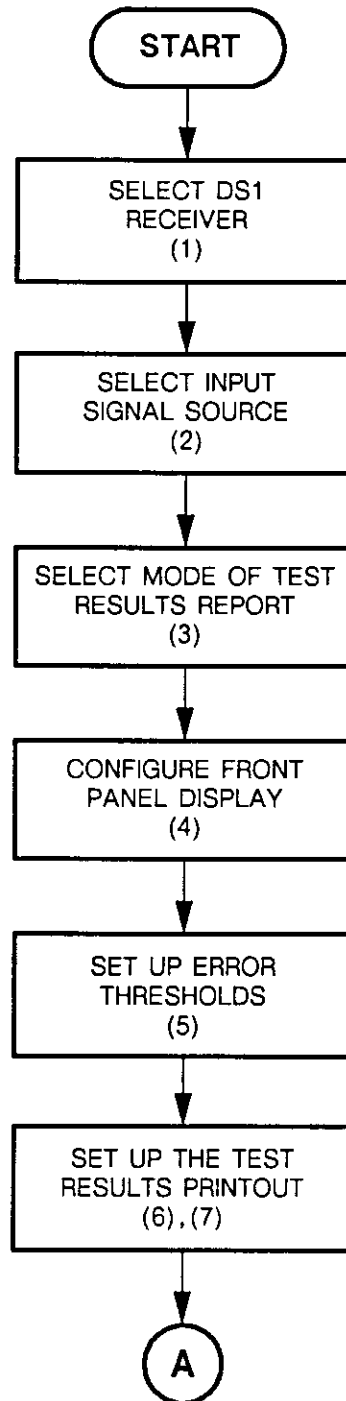 START
SELECT DS1
RECEIVER
(1)
SELECT INPUT
SIGNAL SOURCE
(2)
SELECT MODE OF TEST
RESULTS REPORT
(3)
CONFIGURE FRONT
PANEL DISPLAY
(4)
SET UP ERROR
THRESHOLDS
(5)
SET UP THE TEST
RESULTS PRINTOUT
(6),(7)
A